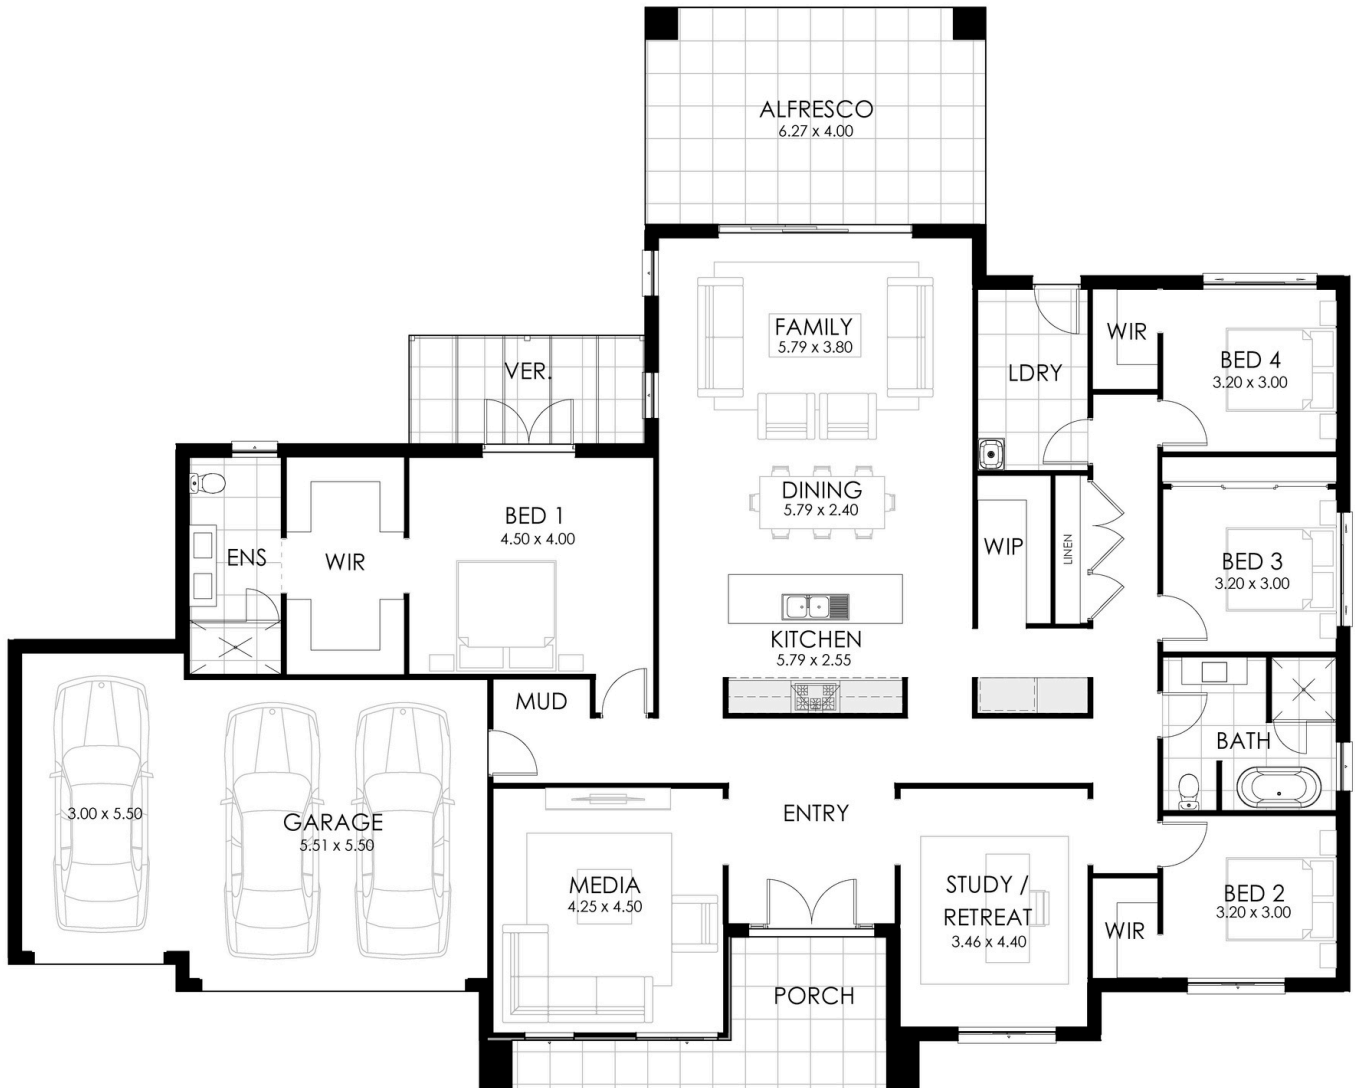 ALFRESCO
6.27 x 4.00
FAMILY
5.79 x 3.80
WIR
BED 4
3.20 x 3.00
VER.
LDRY
DINING
5.79 x 2.40
BED 1
4.50 x 4.00
ENS
WIR
WIP
LINEN
BED 3
3.20 x 3.00
KITCHEN
5.79 x 2.55
MUD
BATH
3.00 x 5.50
GARAGE
5.51 x 5.50
ENTRY
MEDIA
4.25 x 4.50
STUDY /
RETREAT
3.46 x 4.40
BED 2
3.20 x 3.00
WIR
PORCH